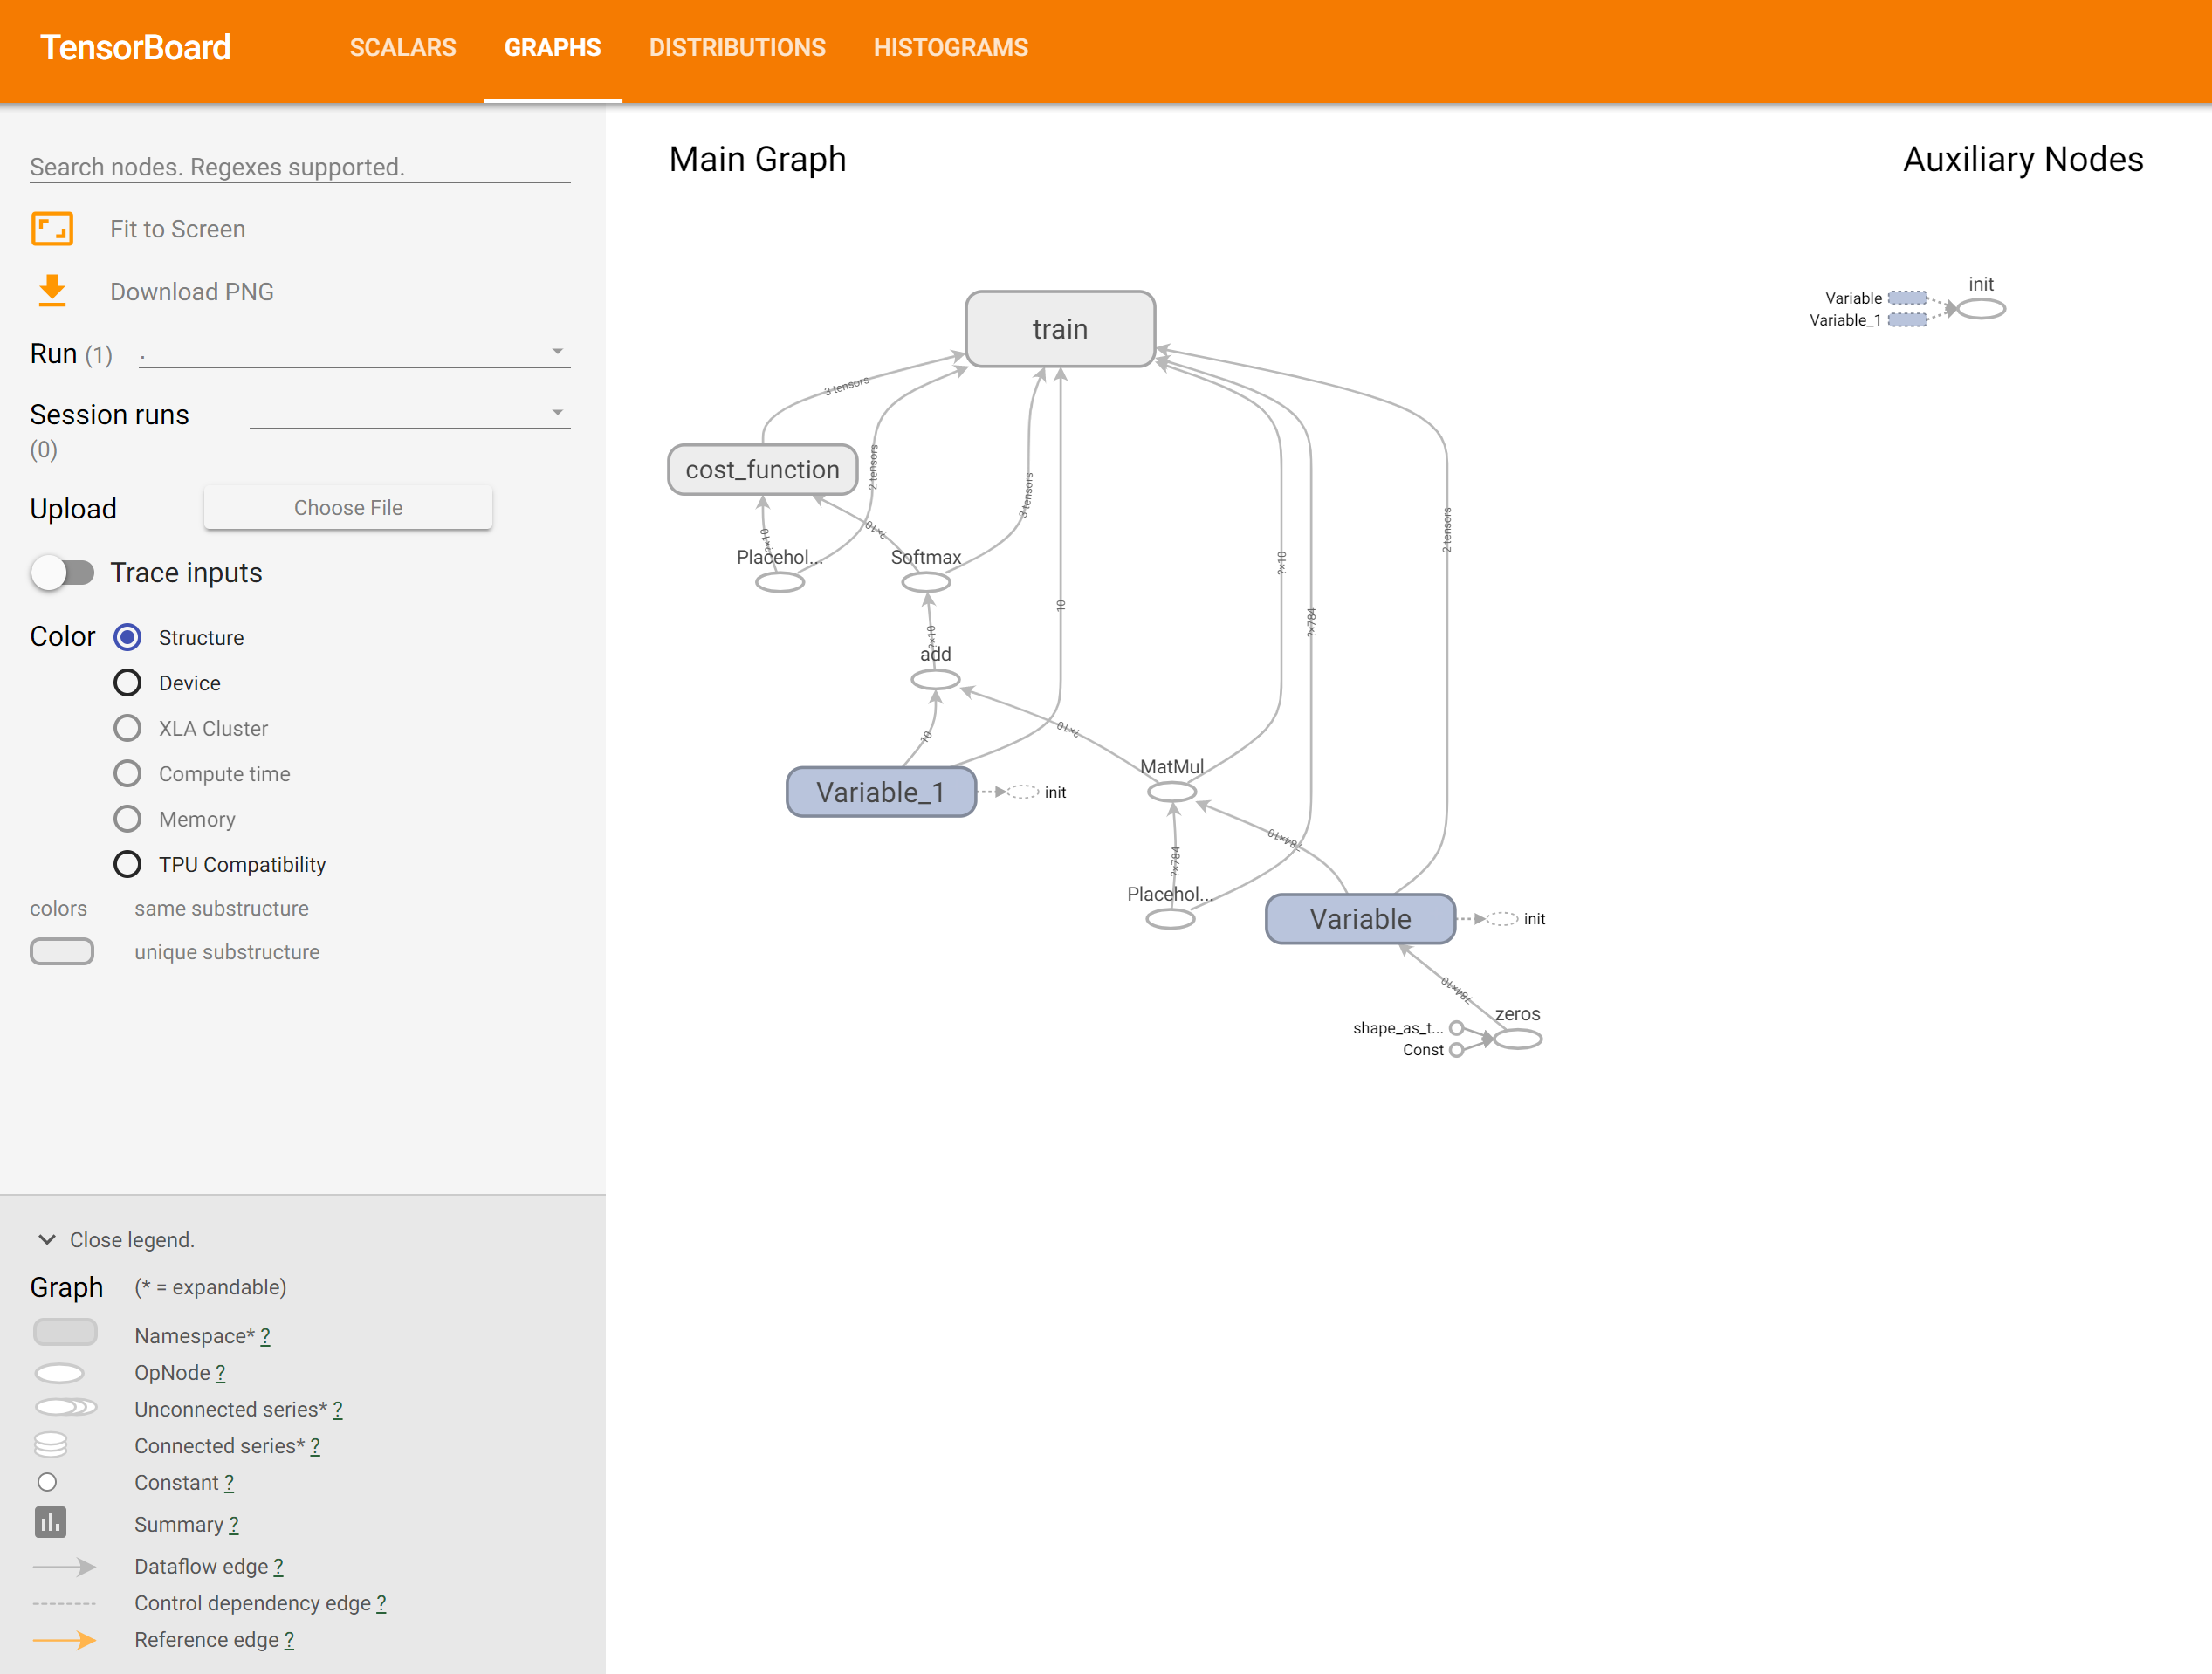 TensorBoard SCALARS GRAPHS DISTRIBUTIONS HISTOGRAMS
Search nodes. Regexes supported.
Fit to Screen
Download PNG
Run (1) .
Session runs
(0)
Upload Choose File
Trace inputs
Color Structure
Device
XLA Cluster
Compute time
Memory
TPU Compatibility
colors same substructure
unique substructure
Close legend.
Graph (* = expandable)
Namespace* ?
OpNode ?
Unconnected series* ?
Connected series* ?
Constant ?
Summary ?
Dataflow edge ?
Control dependency edge ?
Reference edge ?
Main Graph
train
3 tensors
cost_function
2 tensors
3 tensors
2 tensors
?×10
?×10
?×10
Placehol...
Softmax
10
?×784
?×10
add
10
?×10
Variable_1
init
MatMul
784×10
?×784
Placehol...
Variable
init
784×10
zeros
shape_as_t...
Const
Auxiliary Nodes
init
Variable
Variable_1